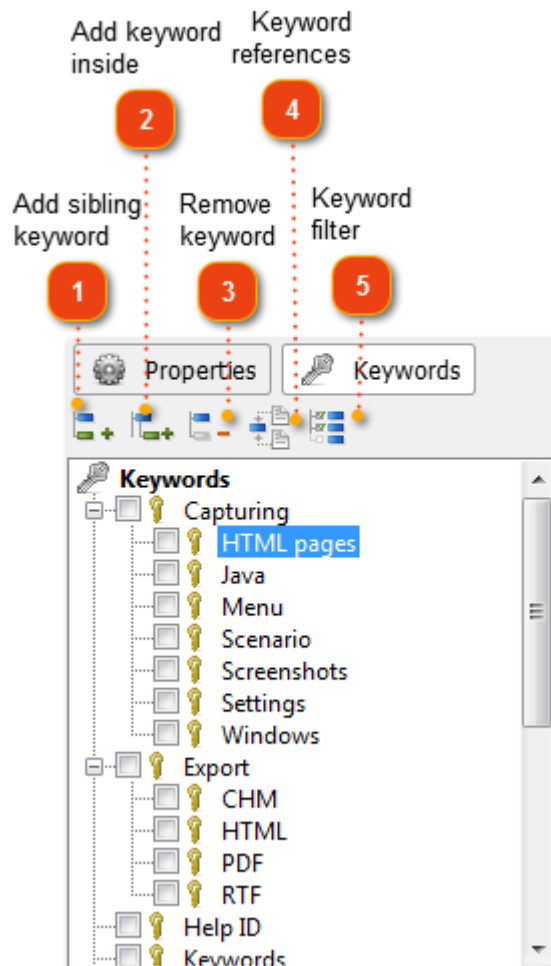 Add keyword
inside
Keyword
references
2
4
Add sibling
keyword
Remove
keyword
Keyword
filter
1
3
5
Properties
Keywords
Keywords
Capturing
HTML pages
Java
Menu
Scenario
Screenshots
Settings
Windows
Export
CHM
HTML
PDF
RTF
Help ID
Keywords